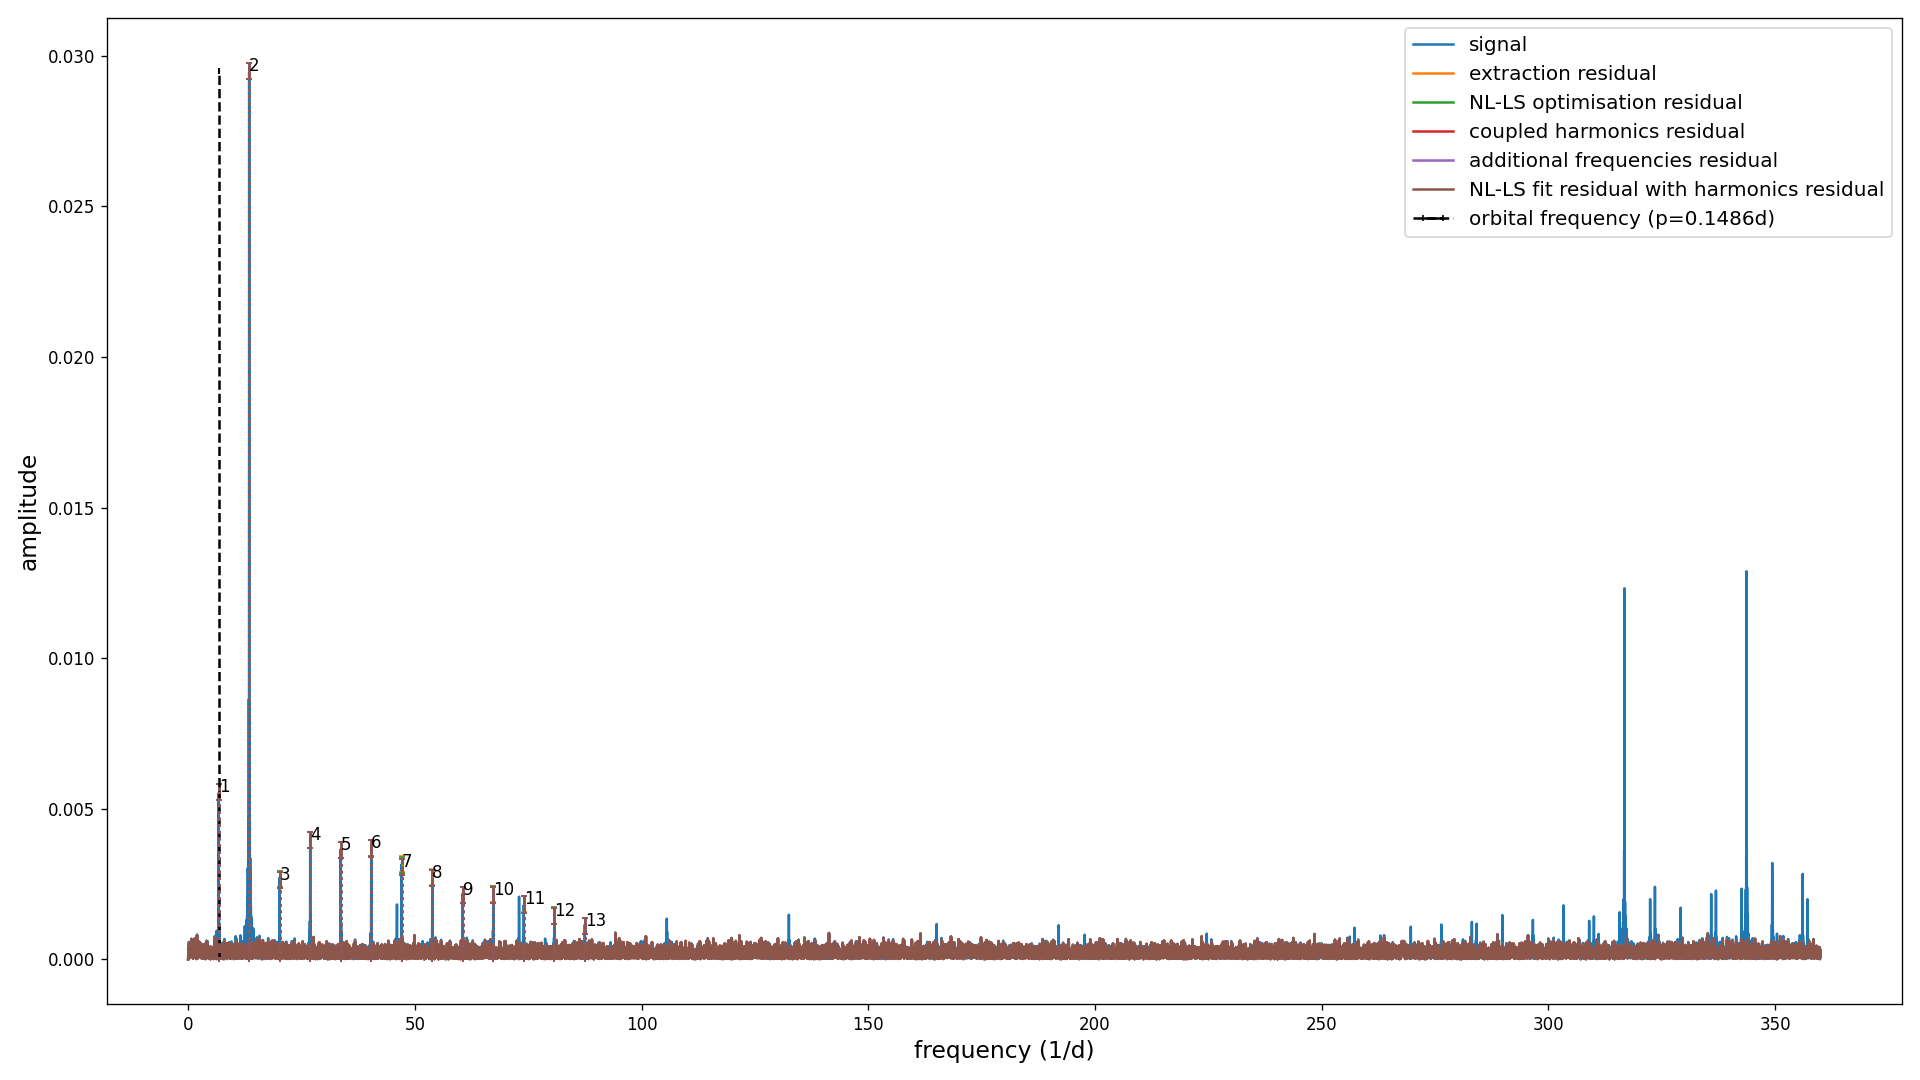 signal
extraction residual
NL-LS optimisation residual
coupled harmonics residual
additional frequencies residual
NL-LS fit residual with harmonics residual
orbital frequency (p=0.1486d)
0.030
0.025
0.020
0.015
0.010
0.005
0.000
amplitude
1
2
3
4
5
6
7
8
9
10
11
12
13
0 50 100 150 200 250 300 350
frequency (1/d)